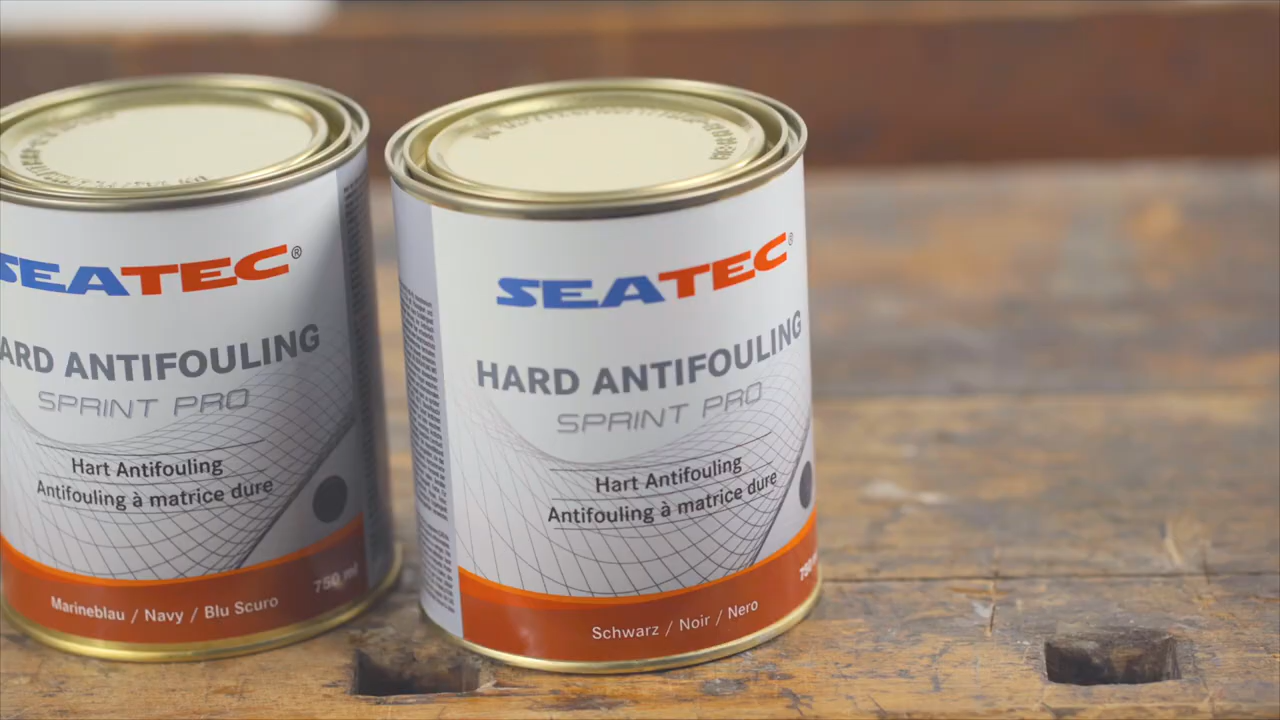 SEATEC®
ARD ANTIFOULING
SPRINT PRO
Hart Antifouling
Antifouling à matrice dure
750 ml
Marineblau / Navy / Blu Scuro
SEATEC®
HARD ANTIFOULING
SPRINT PRO
Hart Antifouling
Antifouling à matrice dure
Schwarz / Noir / Nero